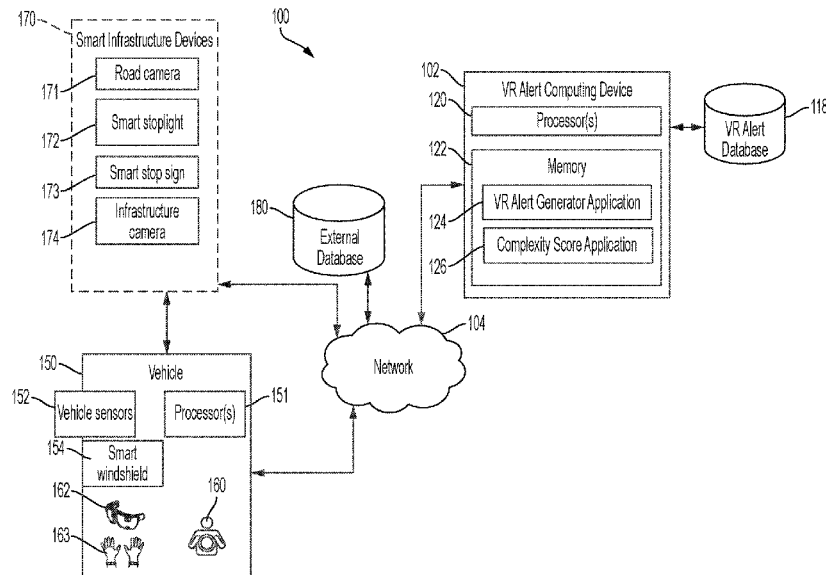 170
Smart Infrastructure Devices
171
Road camera
172
Smart stoplight
173
Smart stop sign
174
Infrastructure
camera
100
102
VR Alert Computing Device
120
Processor(s)
122
Memory
124
VR Alert Generator Application
126
Complexity Score Application
118
VR Alert
Database
180
External
Database
104
Network
150
Vehicle
152
Vehicle sensors
Processor(s)
151
154
Smart
windshield
162
160
163